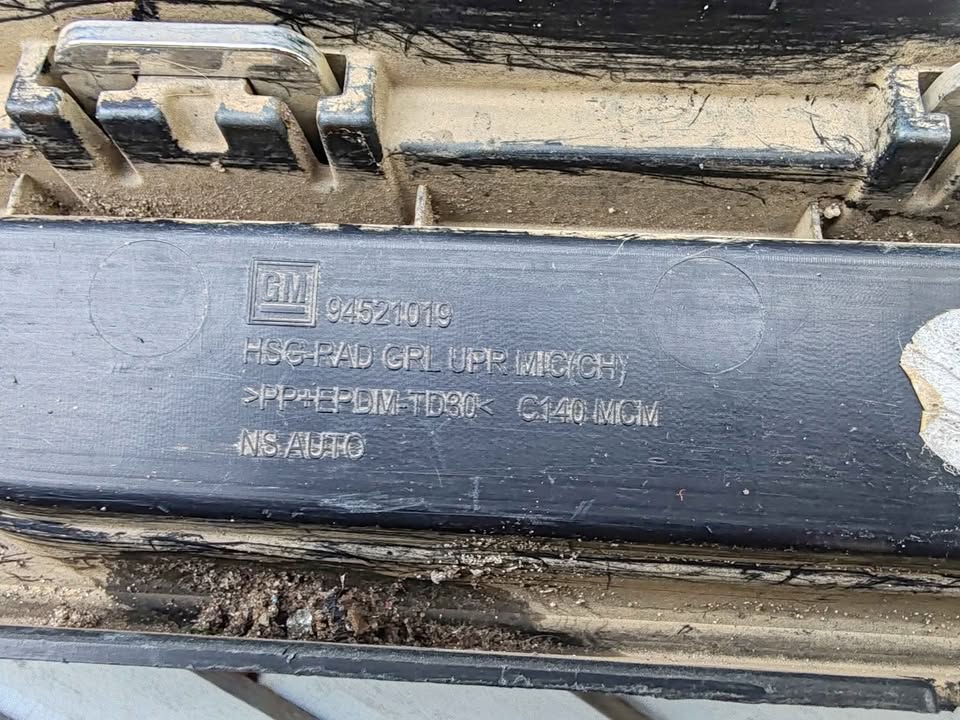 GM 94521019
HSG-RAD GRL UPR MIC(CH)
>PP+EPDM-TD30< C140 MCM
NS AUTO